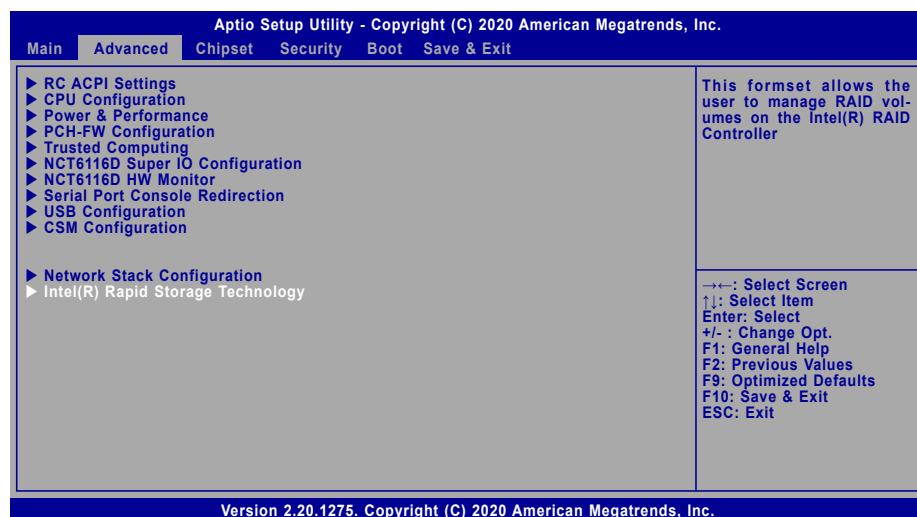 Aptio Setup Utility - Copyright (C) 2020 American Megatrends, Inc.
Main Advanced Chipset Security Boot Save & Exit
▶ RC ACPI Settings
▶ CPU Configuration
▶ Power & Performance
▶ PCH-FW Configuration
▶ Trusted Computing
▶ NCT6116D Super IO Configuration
▶ NCT6116D HW Monitor
▶ Serial Port Console Redirection
▶ USB Configuration
▶ CSM Configuration
▶ Network Stack Configuration
▶ Intel(R) Rapid Storage Technology
This formset allows the
user to manage RAID vol-
umes on the Intel(R) RAID
Controller
→←: Select Screen
↑↓: Select Item
Enter: Select
+/- : Change Opt.
F1: General Help
F2: Previous Values
F9: Optimized Defaults
F10: Save & Exit
ESC: Exit
Version 2.20.1275. Copyright (C) 2020 American Megatrends, Inc.